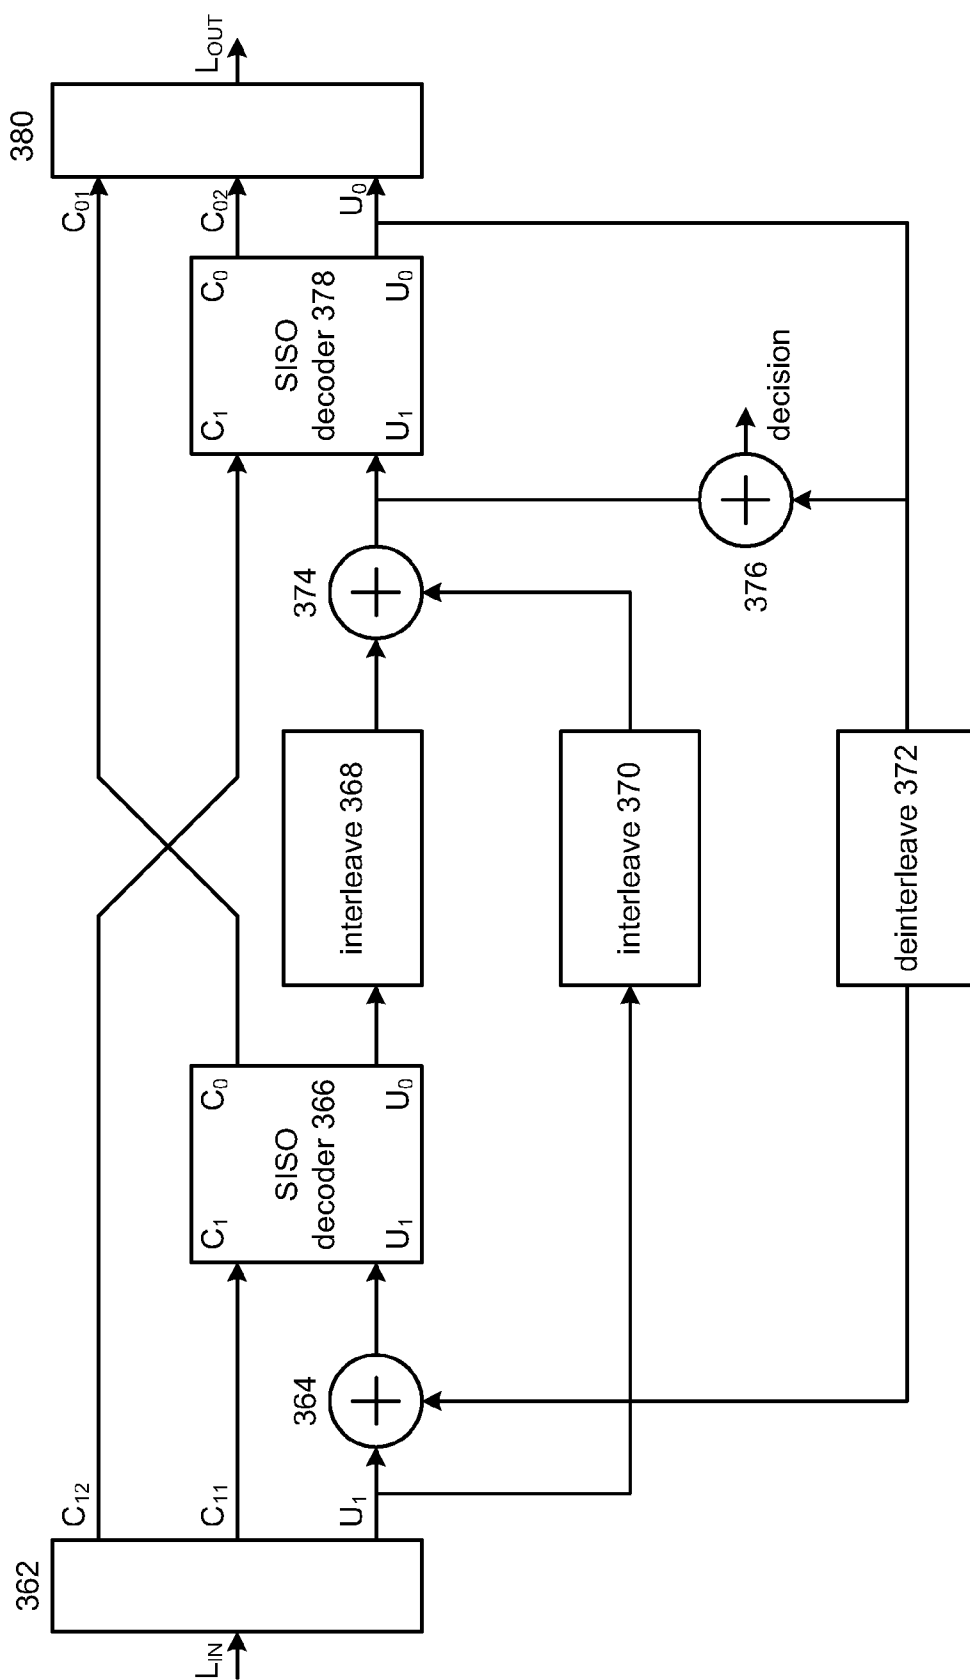 L_IN
362
C_12
C_11
U_1
364
C_1
C_0
SISO
decoder 366
U_1
U_0
interleave 368
interleave 370
deinterleave 372
374
376
decision
C_1
C_0
SISO
decoder 378
U_1
U_0
C_01
C_02
U_0
380
L_OUT